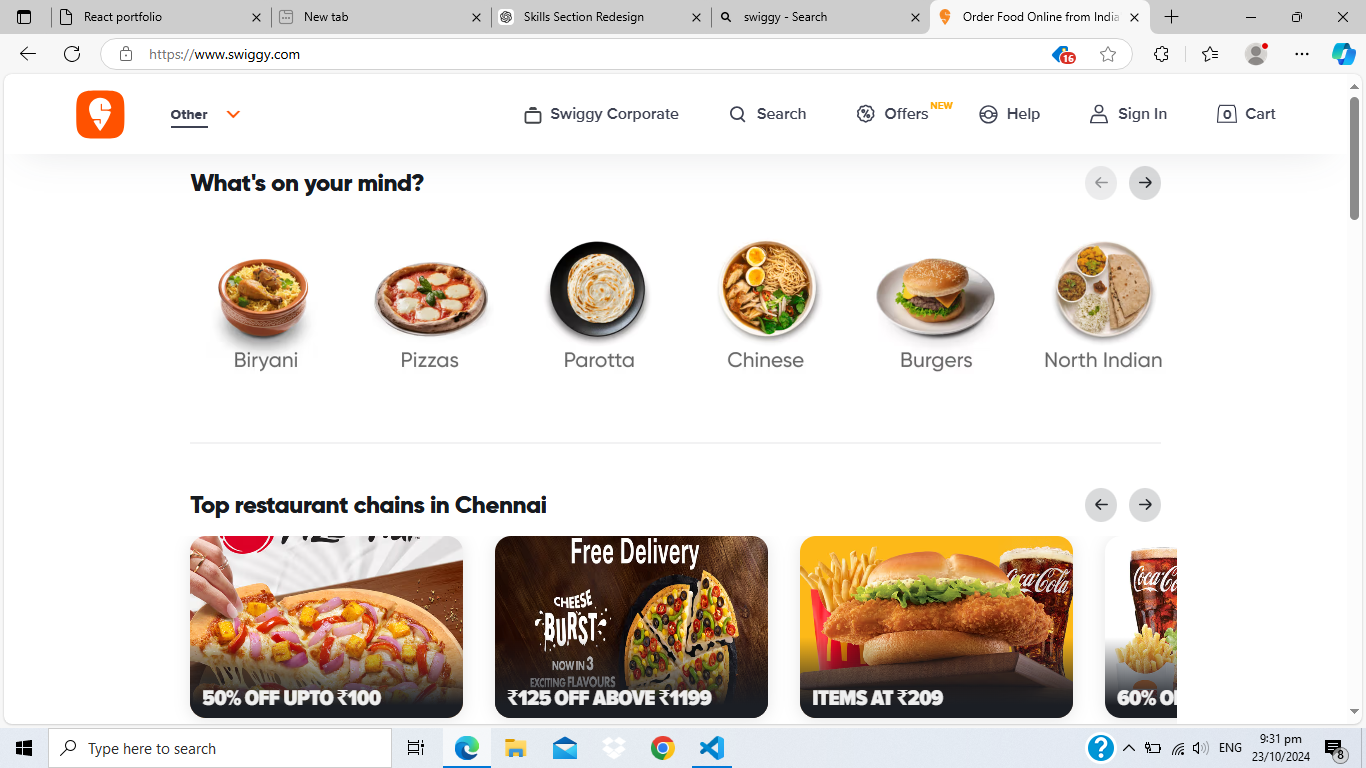 React portfolio
New tab
Skills Section Redesign
swiggy - Search
Order Food Online from India
https://www.swiggy.com
16
Other
Swiggy Corporate
Search
Offers
NEW
Help
Sign In
0
Cart
What's on your mind?
Biryani
Pizzas
Parotta
Chinese
Burgers
North Indian
Top restaurant chains in Chennai
50% OFF UPTO ₹100
Free Delivery
CHEESE
BURST
NOW IN 3
EXCITING FLAVOURS
₹125 OFF ABOVE ₹1199
Coca-Cola
ITEMS AT ₹209
60%
Type here to search
ENG
9:31 pm
23/10/2024
8